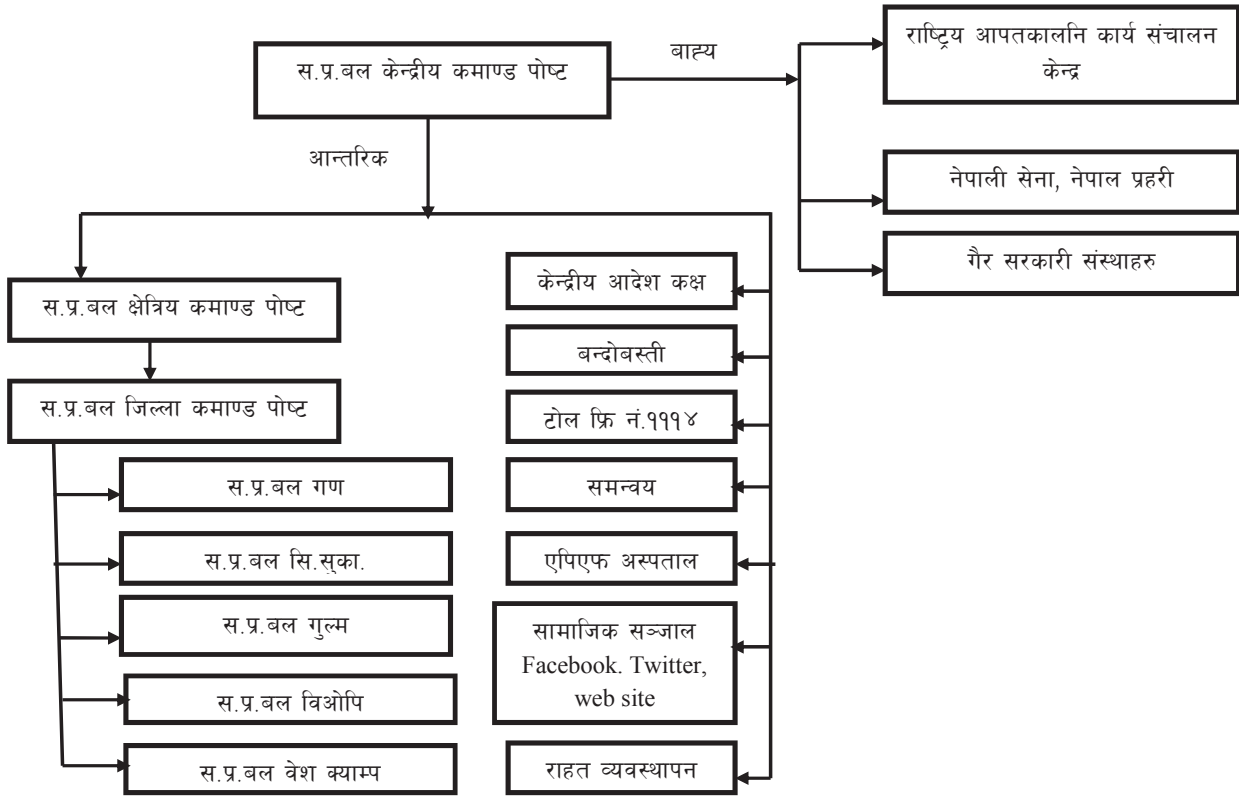 स.प्र.बल केन्द्रीय कमाण्ड पोष्ट
बाह्य
राष्ट्रिय आपतकालनि कार्य संचालन
केन्द्र
नेपाली सेना, नेपाल प्रहरी
गैर सरकारी संस्थाहरु
आन्तरिक
स.प्र.बल क्षेत्रिय कमाण्ड पोष्ट
स.प्र.बल जिल्ला कमाण्ड पोष्ट
स.प्र.बल गण
स.प्र.बल सि.सुका.
स.प्र.बल गुल्म
स.प्र.बल विओपि
स.प्र.बल वेश क्याम्प
केन्द्रीय आदेश कक्ष
बन्दोबस्ती
टोल फ्रि नं.१११४
समन्वय
एपिएफ अस्पताल
सामाजिक सञ्जाल
Facebook. Twitter,
web site
राहत व्यवस्थापन